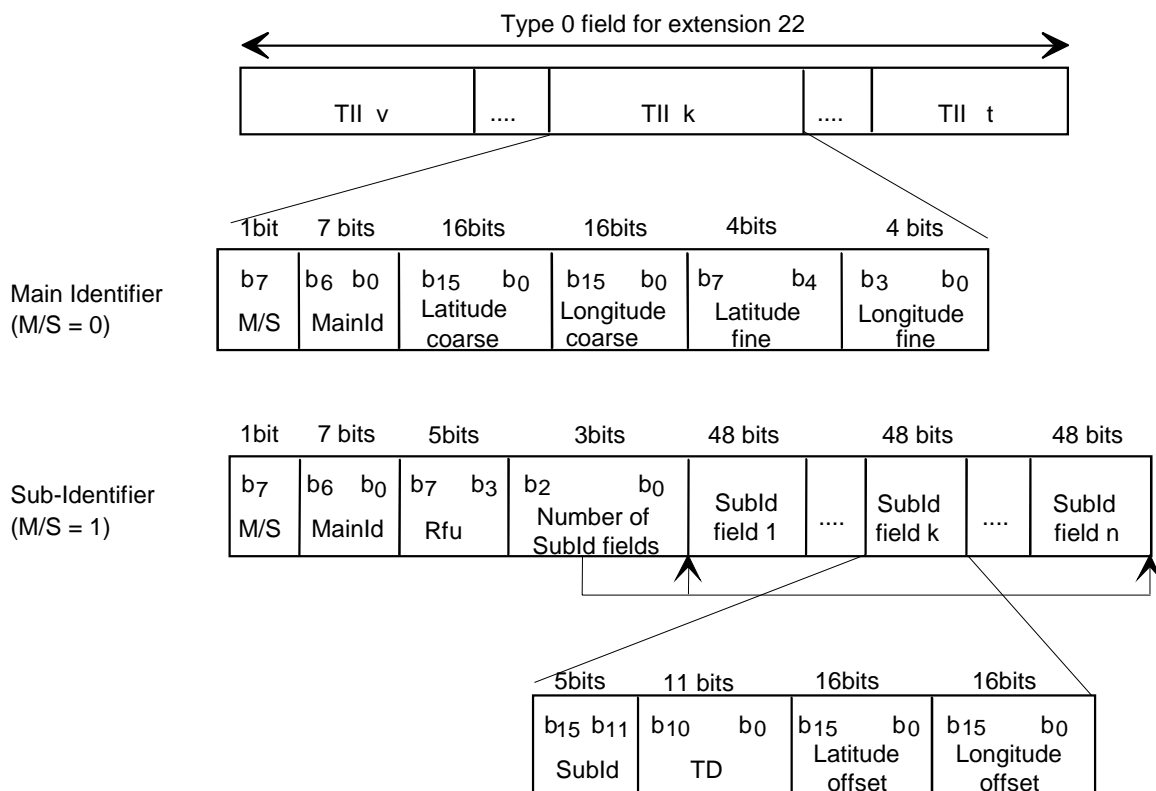 Type 0 field for extension 22
TII v .... TII k .... TII t
1bit 7 bits 16bits 16bits 4bits 4 bits
Main Identifier
(M/S = 0)
b7 b6 b0 b15 b0 b15 b0 b7 b4 b3 b0
M/S MainId Latitude coarse Longitude coarse Latitude fine Longitude fine
1bit 7 bits 5bits 3bits 48 bits 48 bits 48 bits
Sub-Identifier
(M/S = 1)
b7 b6 b0 b7 b3 b2 b0
M/S MainId Rfu Number of SubId fields SubId field 1 .... SubId field k .... SubId field n
5bits 11 bits 16bits 16bits
b15 b11 b10 b0 b15 b0 b15 b0
SubId TD Latitude offset Longitude offset